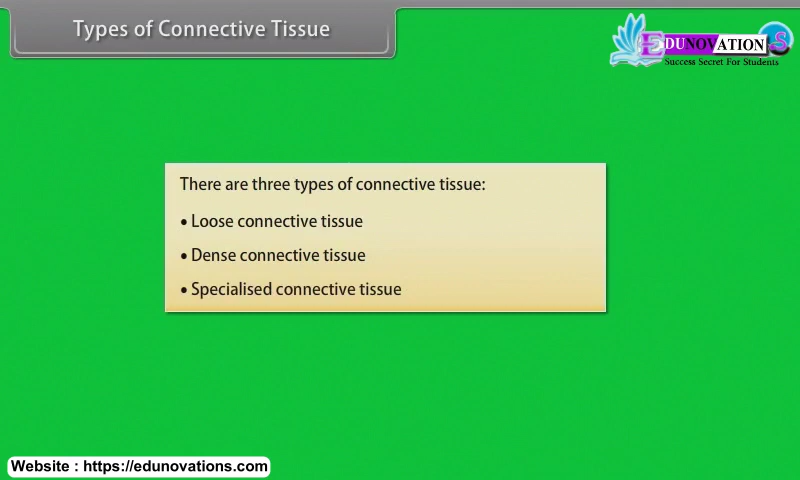 Types of Connective Tissue
EDUNOVATIONS
Success Secret For Students
There are three types of connective tissue:
• Loose connective tissue
• Dense connective tissue
• Specialised connective tissue
Website : https://edunovations.com